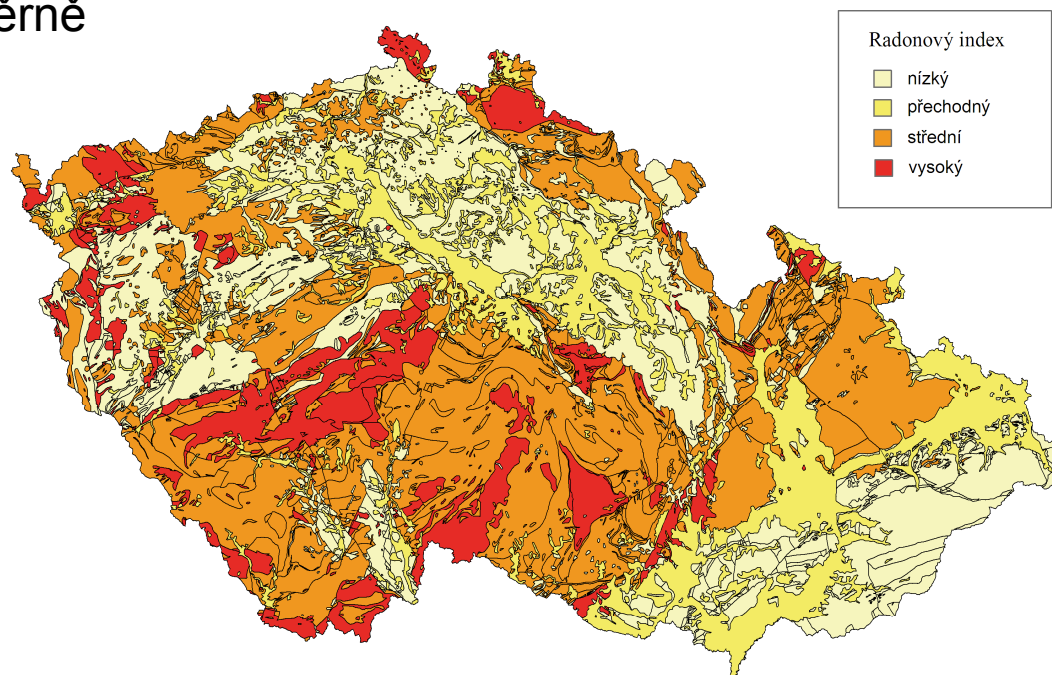 Radonový index
nízký
přechodný
střední
vysoký